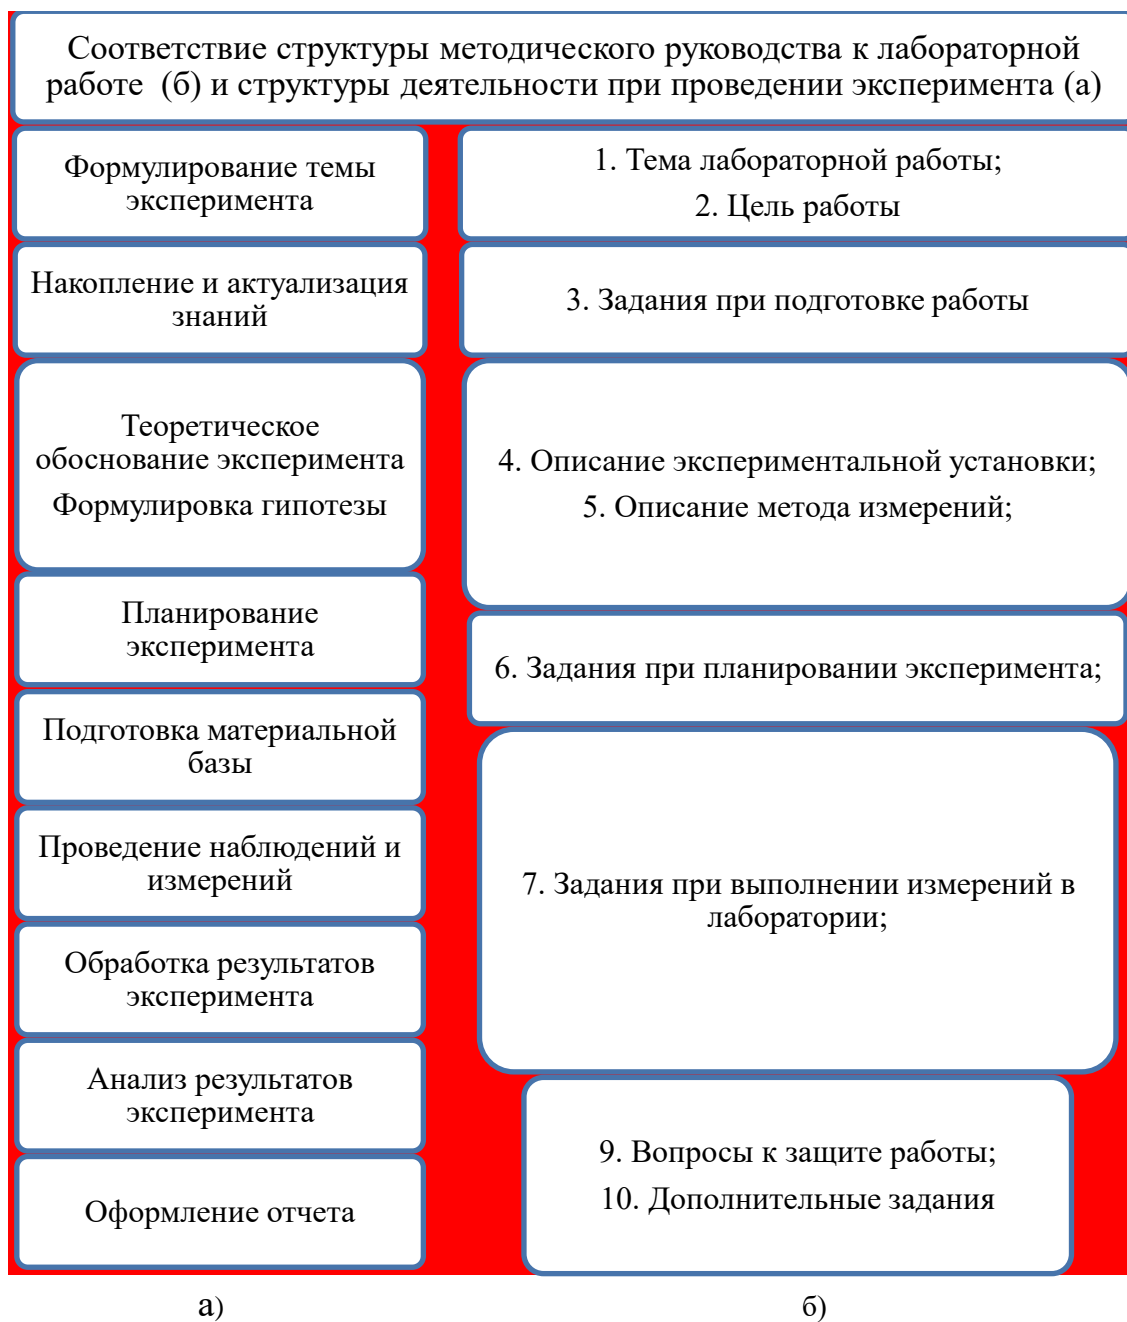 Соответствие структуры методического руководства к лабораторной
работе (б) и структуры деятельности при проведении эксперимента (а)
Формулирование темы
эксперимента
1. Тема лабораторной работы;
2. Цель работы
Накопление и актуализация
знаний
3. Задания при подготовке работы
Теоретическое
обоснование эксперимента
Формулировка гипотезы
4. Описание экспериментальной установки;
5. Описание метода измерений;
Планирование
эксперимента
6. Задания при планировании эксперимента;
Подготовка материальной
базы
Проведение наблюдений и
измерений
7. Задания при выполнении измерений в
лаборатории;
Обработка результатов
эксперимента
Анализ результатов
эксперимента
9. Вопросы к защите работы;
10. Дополнительные задания
Оформление отчета
а)
б)